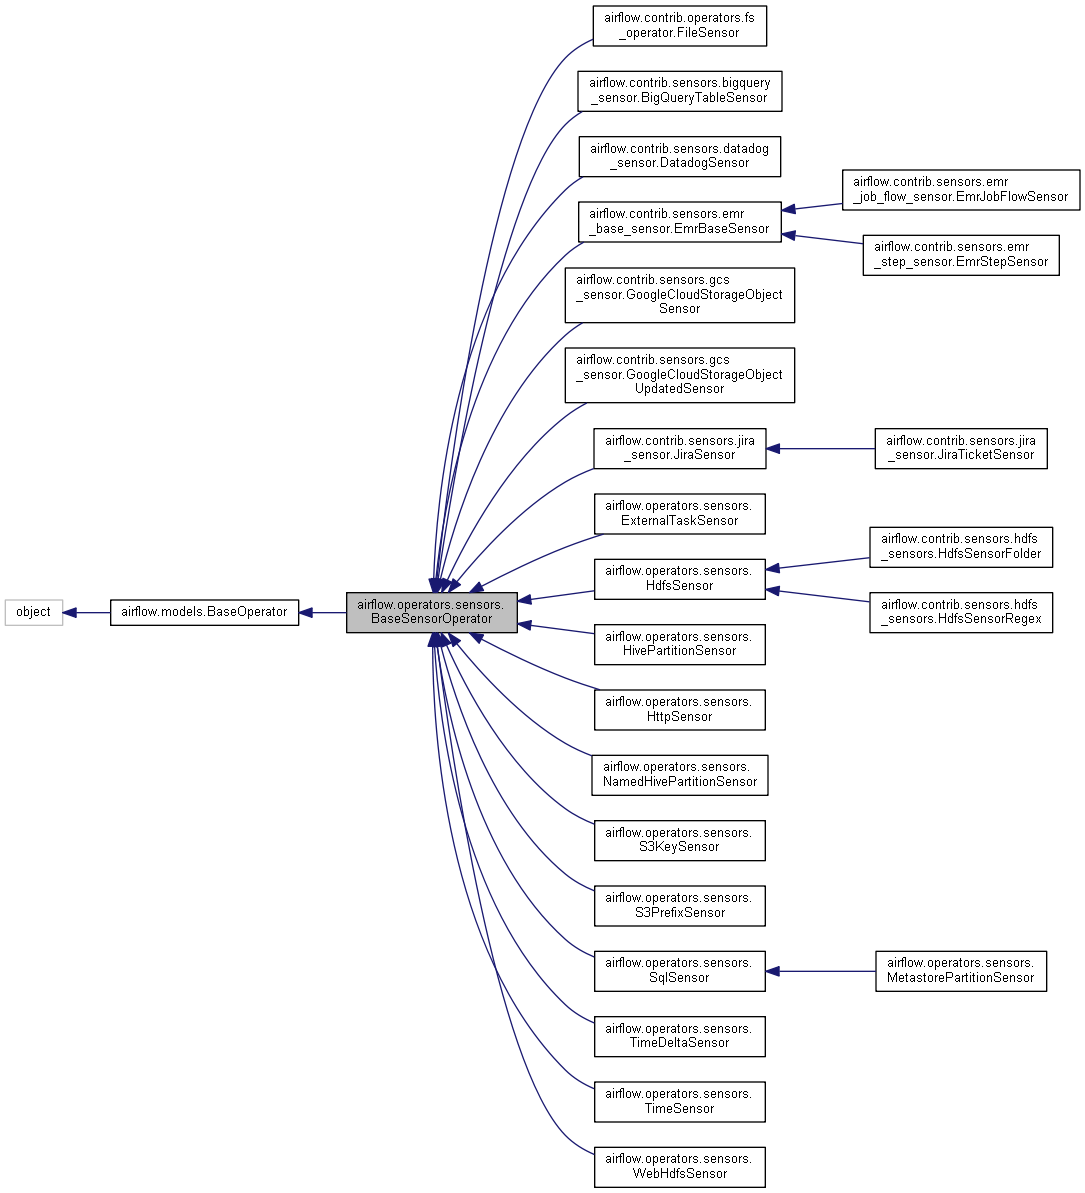 airflow.contrib.operators.fs
_operator.FileSensor
airflow.contrib.sensors.bigquery
_sensor.BigQueryTableSensor
airflow.contrib.sensors.datadog
_sensor.DatadogSensor
airflow.contrib.sensors.emr
_job_flow_sensor.EmrJobFlowSensor
airflow.contrib.sensors.emr
_base_sensor.EmrBaseSensor
airflow.contrib.sensors.emr
_step_sensor.EmrStepSensor
airflow.contrib.sensors.gcs
_sensor.GoogleCloudStorageObject
Sensor
airflow.contrib.sensors.gcs
_sensor.GoogleCloudStorageObject
UpdatedSensor
airflow.contrib.sensors.jira
_sensor.JiraSensor
airflow.contrib.sensors.jira
_sensor.JiraTicketSensor
airflow.operators.sensors.
ExternalTaskSensor
airflow.contrib.sensors.hdfs
_sensors.HdfsSensorFolder
airflow.operators.sensors.
HdfsSensor
object
airflow.models.BaseOperator
airflow.operators.sensors.
BaseSensorOperator
airflow.contrib.sensors.hdfs
_sensors.HdfsSensorRegex
airflow.operators.sensors.
HivePartitionSensor
airflow.operators.sensors.
HttpSensor
airflow.operators.sensors.
NamedHivePartitionSensor
airflow.operators.sensors.
S3KeySensor
airflow.operators.sensors.
S3PrefixSensor
airflow.operators.sensors.
SqlSensor
airflow.operators.sensors.
MetastorePartitionSensor
airflow.operators.sensors.
TimeDeltaSensor
airflow.operators.sensors.
TimeSensor
airflow.operators.sensors.
WebHdfsSensor